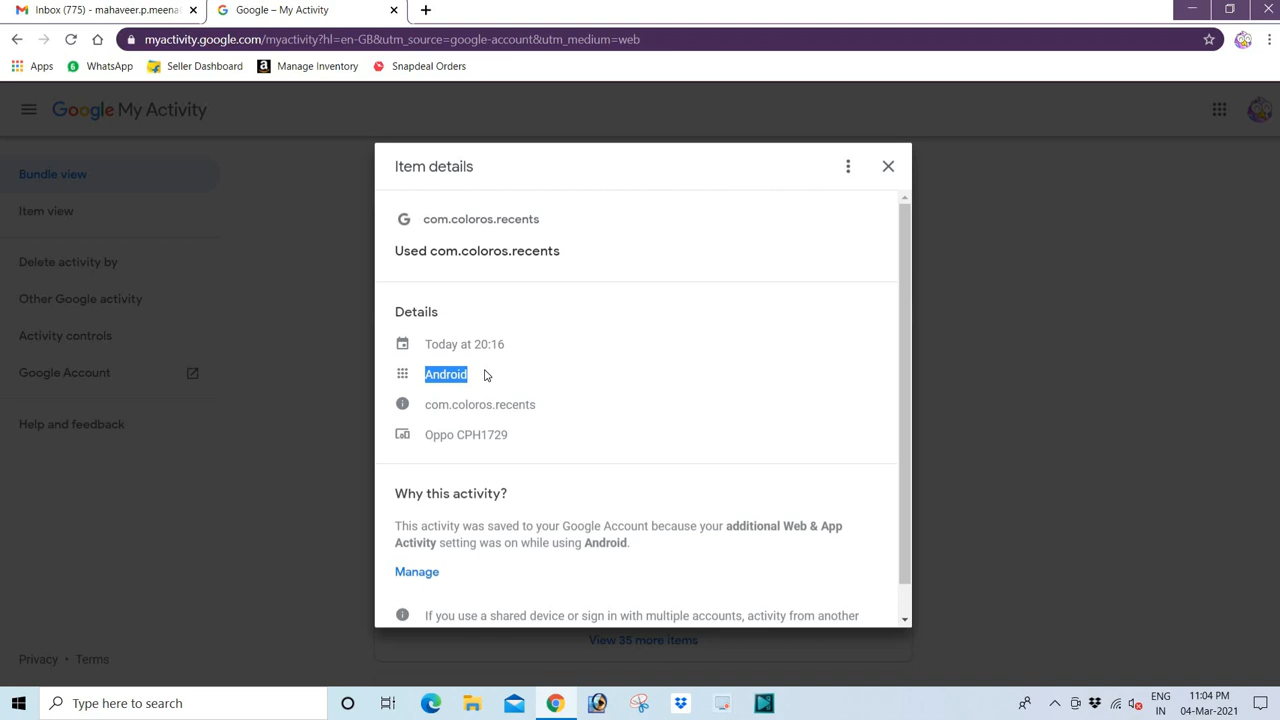 Inbox (775) - mahaveer.p.meena
Google – My Activity
myactivity.google.com/myactivity?hl=en-GB&utm_source=google-account&utm_medium=web
Apps WhatsApp Seller Dashboard Manage Inventory Snapdeal Orders
Google My Activity
Bundle view
Item view
Delete activity by
Other Google activity
Activity controls
Google Account
Help and feedback
Privacy • Terms
Item details
com.coloros.recents
Used com.coloros.recents
Details
Today at 20:16
Android
com.coloros.recents
Oppo CPH1729
Why this activity?
This activity was saved to your Google Account because your additional Web & App
Activity setting was on while using Android.
Manage
If you use a shared device or sign in with multiple accounts, activity from another
View 35 more items
Type here to search
ENG
IN
11:04 PM
04-Mar-2021